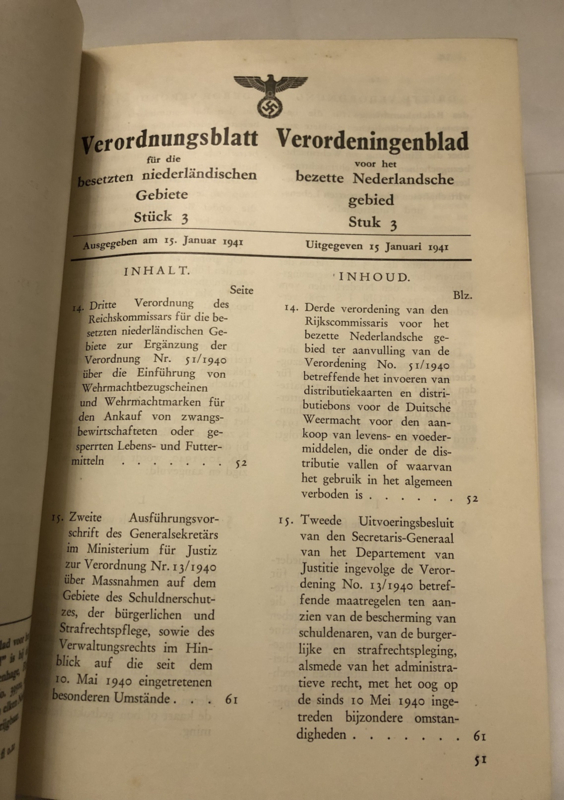 Verordnungsblatt
für die
besetzten niederländischen
Gebiete
Stück 3
Verordeningenblad
voor het
bezette Nederlandsche
gebied
Stuk 3
Ausgegeben am 15. Januar 1941
Uitgegeven 15 Januari 1941
INHALT.
Seite
14. Dritte Verordnung des
Reichskommissars für die be-
setzten niederländischen Ge-
biete zur Ergänzung der
Verordnung Nr. 51/1940
über die Einführung von
Wehrmachtbezugscheinen
und Wehrmachtmarken für
den Ankauf von zwangs-
bewirtschafteten oder ge-
sperrten Lebens- und Futter-
mitteln . . . . . . . 52
15. Zweite Ausführungsvor-
schrift des Generalsekretärs
im Ministerium für Justiz
zur Verordnung Nr. 13/1940
über Massnahmen auf dem
Gebiete des Schuldnerschut-
zes, der bürgerlichen und
Strafrechtspflege, sowie des
Verwaltungsrechts im Hin-
blick auf die seit dem
10. Mai 1940 eingetretenen
besonderen Umstände . . . 61
INHOUD.
Blz.
14. Derde verordening van den
Rijkscommissaris voor het
bezette Nederlandsche ge-
bied ter aanvulling van de
Verordening No. 51/1940
betreffende het invoeren van
distributiekaarten en distri-
butiebons voor de Duitsche
Weermacht voor den aan-
koop van levens- en voeder-
middelen, die onder de dis-
tributie vallen of waarvan
het gebruik in het algemeen
verboden is . . . . . . 52
15. Tweede Uitvoeringsbesluit
van den Secretaris-Generaal
van het Departement van
Justitie ingevolge de Veror-
dening No. 13/1940 betref-
fende maatregelen ten aan-
zien van de bescherming van
schuldenaren, van de burger-
lijke en strafrechtspleging,
alsmede van het administra-
tieve recht, met het oog op
de sinds 10 Mei 1940 inge-
treden bijzondere omstan-
digheden . . . . . . . 61
51